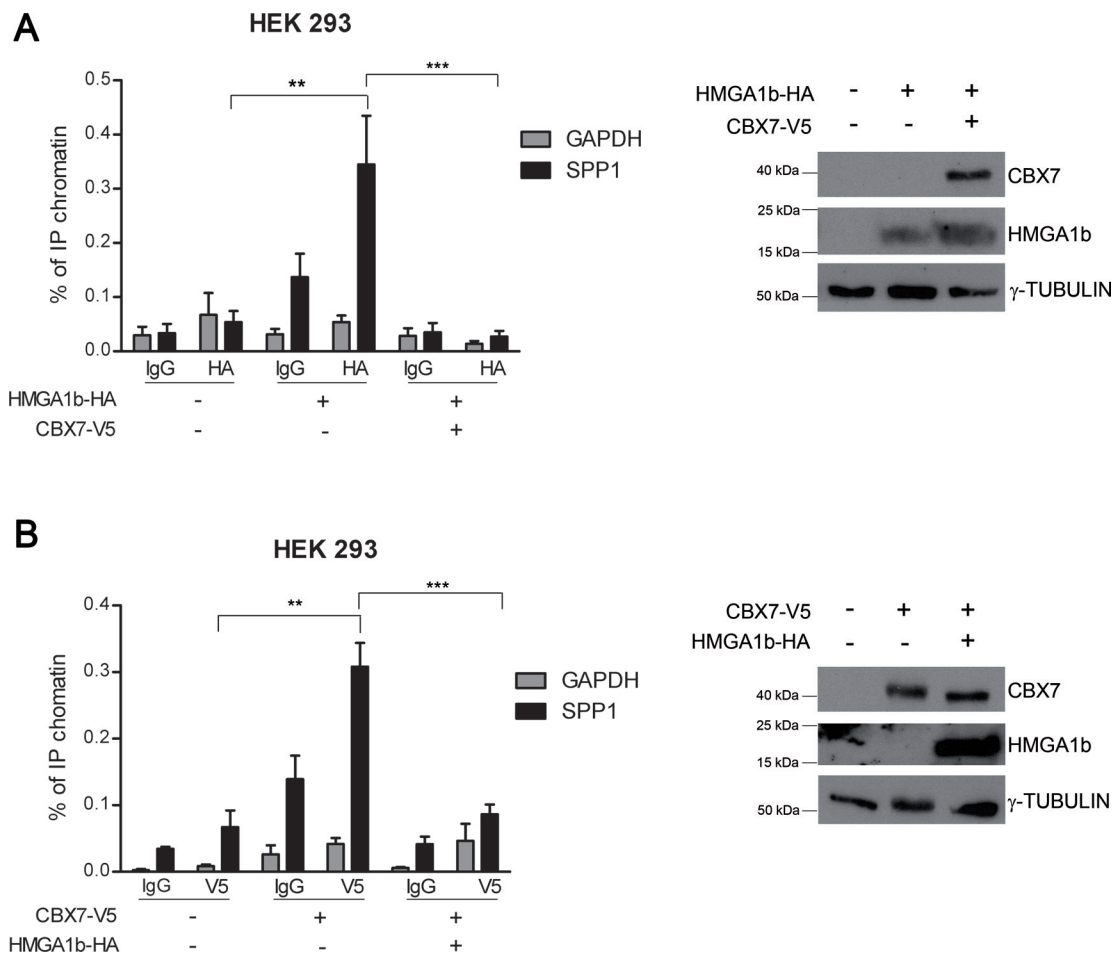 A
HEK 293
0.5
0.4
0.3
0.2
0.1
0.0
% of IP chromatin
**
***
GAPDH
SPP1
IgG HA IgG HA IgG HA
HMGA1b-HA - + +
CBX7-V5 - - +
HMGA1b-HA - + +
CBX7-V5 - - +
40 kDa CBX7
25 kDa
HMGA1b
15 kDa
50 kDa γ-TUBULIN
B
HEK 293
0.4
0.3
0.2
0.1
0.0
% of IP chomatin
**
***
GAPDH
SPP1
IgG V5 IgG V5 IgG V5
CBX7-V5 - + +
HMGA1b-HA - - +
CBX7-V5 - + +
HMGA1b-HA - - +
40 kDa CBX7
25 kDa
HMGA1b
15 kDa
50 kDa γ-TUBULIN